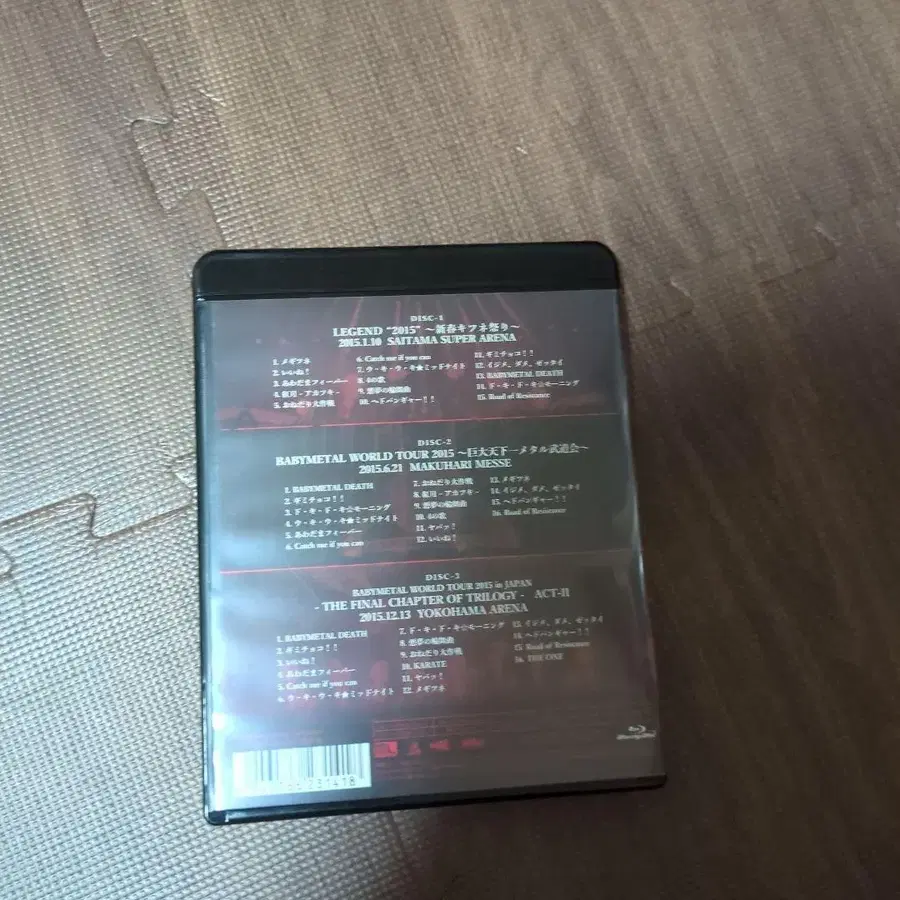 DISC-1
LEGEND "2015" ～新春キツネ祭り～
2015.1.10 SAITAMA SUPER ARENA
1. メギツネ
2. いいね！
3. あわだまフィーバー
4. 紅月 - アカツキ -
5. おねだり大作戦
6. Catch me if you can
7. ウ・キ・ウ・キ★ミッドナイト
8. 4の歌
9. 悪夢の輪舞曲
10. ヘドバンギャー！！
11. ギミチョコ！！
12. イジメ、ダメ、ゼッタイ
13. BABYMETAL DEATH
14. ド・キ・ド・キ☆モーニング
15. Road of Resistance
DISC-2
BABYMETAL WORLD TOUR 2015 ～巨大天下一メタル武道会～
2015.6.21 MAKUHARI MESSE
1. BABYMETAL DEATH
2. ギミチョコ！！
3. ド・キ・ド・キ☆モーニング
4. ウ・キ・ウ・キ★ミッドナイト
5. あわだまフィーバー
6. Catch me if you can
7. おねだり大作戦
8. 紅月 - アカツキ -
9. 悪夢の輪舞曲
10. 4の歌
11. ヤバッ！
12. いいね！
13. メギツネ
14. イジメ、ダメ、ゼッタイ
15. ヘドバンギャー！！
16. Road of Resistance
DISC-3
BABYMETAL WORLD TOUR 2015 in JAPAN
- THE FINAL CHAPTER OF TRILOGY - ACT-II
2015.12.13 YOKOHAMA ARENA
1. BABYMETAL DEATH
2. ギミチョコ！！
3. いいね！
4. あわだまフィーバー
5. Catch me if you can
6. ウ・キ・ウ・キ★ミッドナイト
7. ド・キ・ド・キ☆モーニング
8. 悪夢の輪舞曲
9. おねだり大作戦
10. KARATE
11. ヤバッ！
12. メギツネ
13. イジメ、ダメ、ゼッタイ
14. ヘドバンギャー！！
15. Road of Resistance
16. THE ONE
Blu-ray Disc
231418